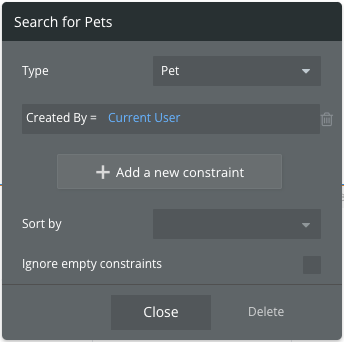 Search for Pets
Type Pet
Created By = Current User
+ Add a new constraint
Sort by
Ignore empty constraints
Close Delete